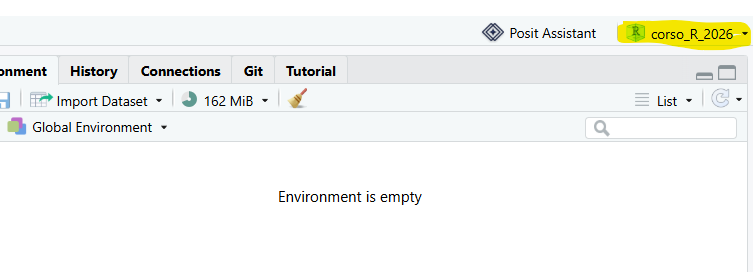 Posit Assistant corso_R_2026
onment History Connections Git Tutorial
Import Dataset 162 MiB List
Global Environment
Environment is empty